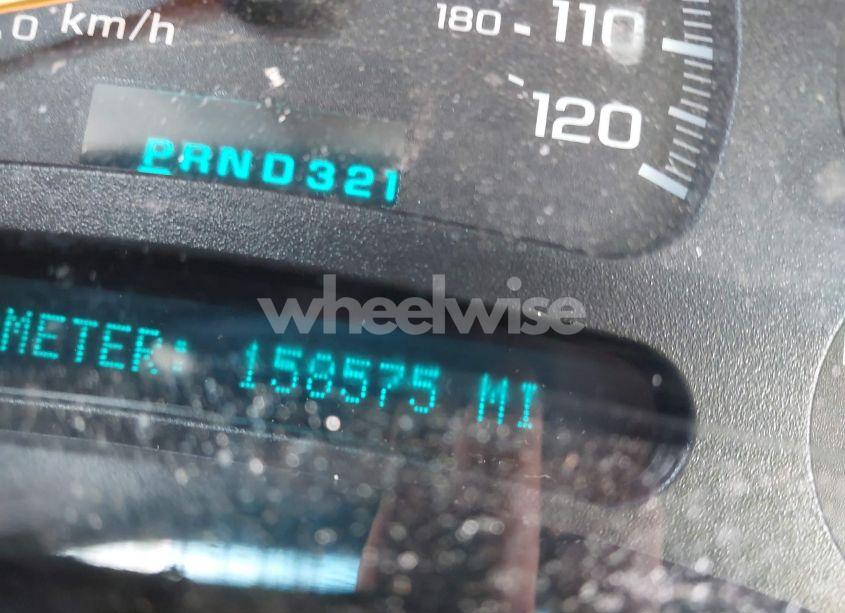 0 km/h
180 - 110
120
PRND321
wheelwise
METER: 158575 MI